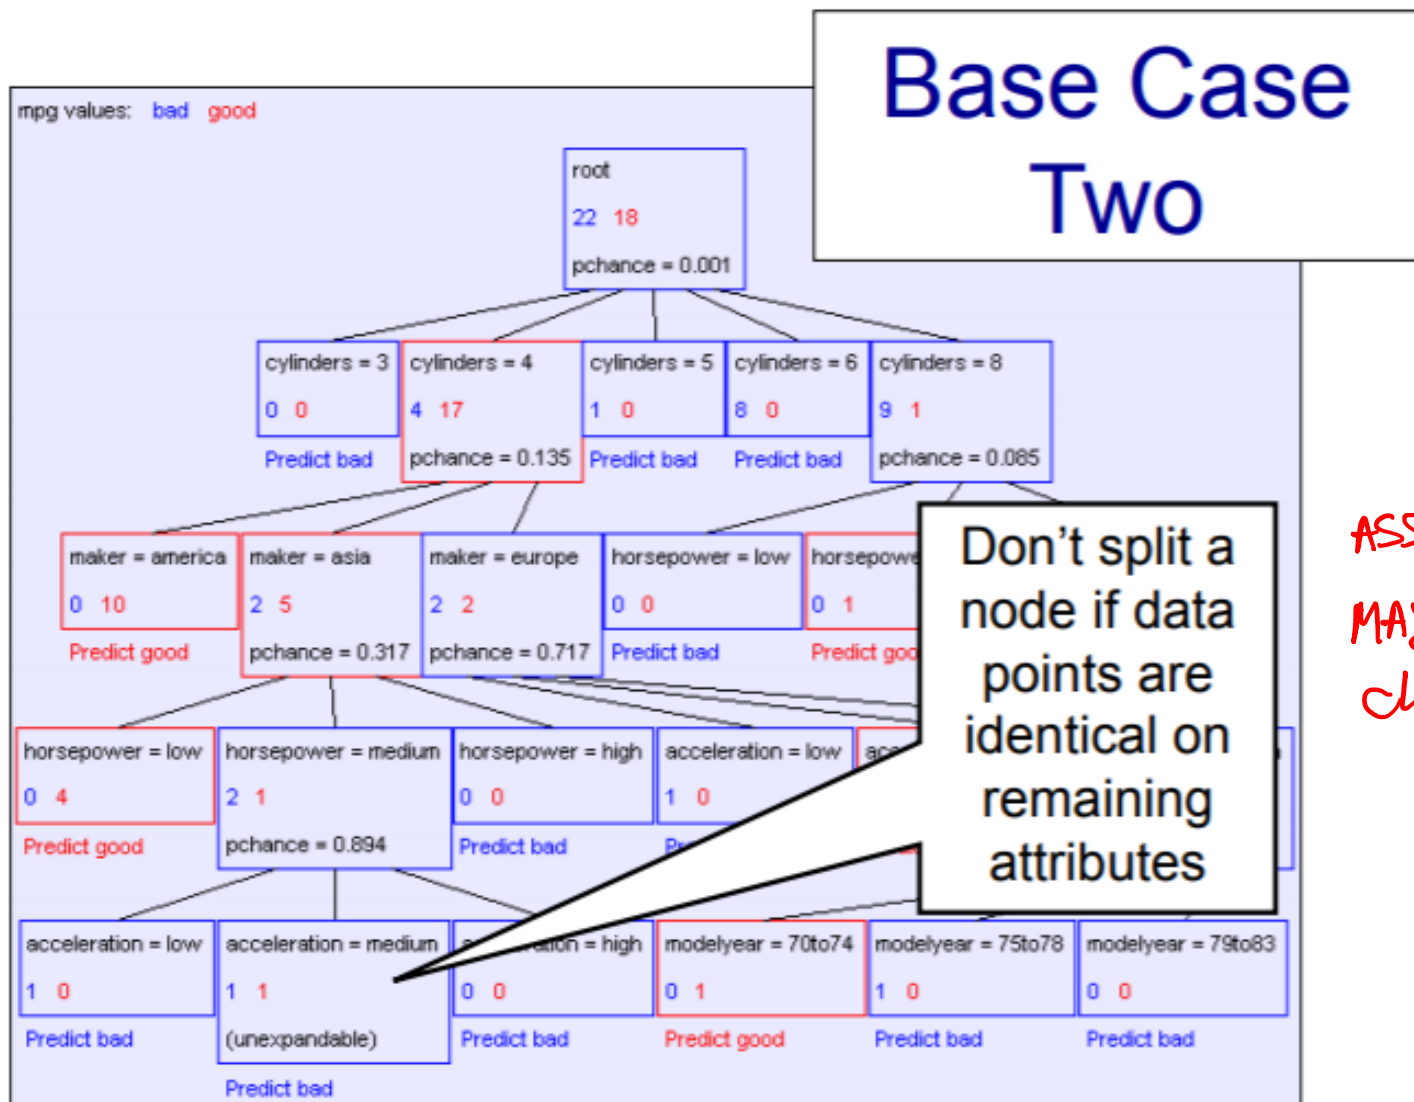 Base Case
Two
mpg values: bad good
root
22 18
pchance = 0.001
cylinders = 3
0 0
Predict bad
cylinders = 4
4 17
pchance = 0.135
cylinders = 5
1 0
Predict bad
cylinders = 6
8 0
Predict bad
cylinders = 8
9 1
pchance = 0.085
maker = america
0 10
Predict good
maker = asia
2 5
pchance = 0.317
maker = europe
2 2
pchance = 0.717
horsepower = low
0 0
Predict bad
horsepowe
0 1
Predict goo
Don't split a
node if data
points are
identical on
remaining
attributes
ASS
MAJ
horsepower = low
0 4
Predict good
horsepower = medium
2 1
pchance = 0.894
horsepower = high
0 0
Predict bad
acceleration = low
1 0
acceleration = low
1 0
Predict bad
acceleration = medium
1 1
(unexpandable)
Predict bad
= high
0 0
Predict bad
modelyear = 70to74
0 1
Predict good
modelyear = 75to78
1 0
Predict bad
modelyear = 79to83
0 0
Predict bad